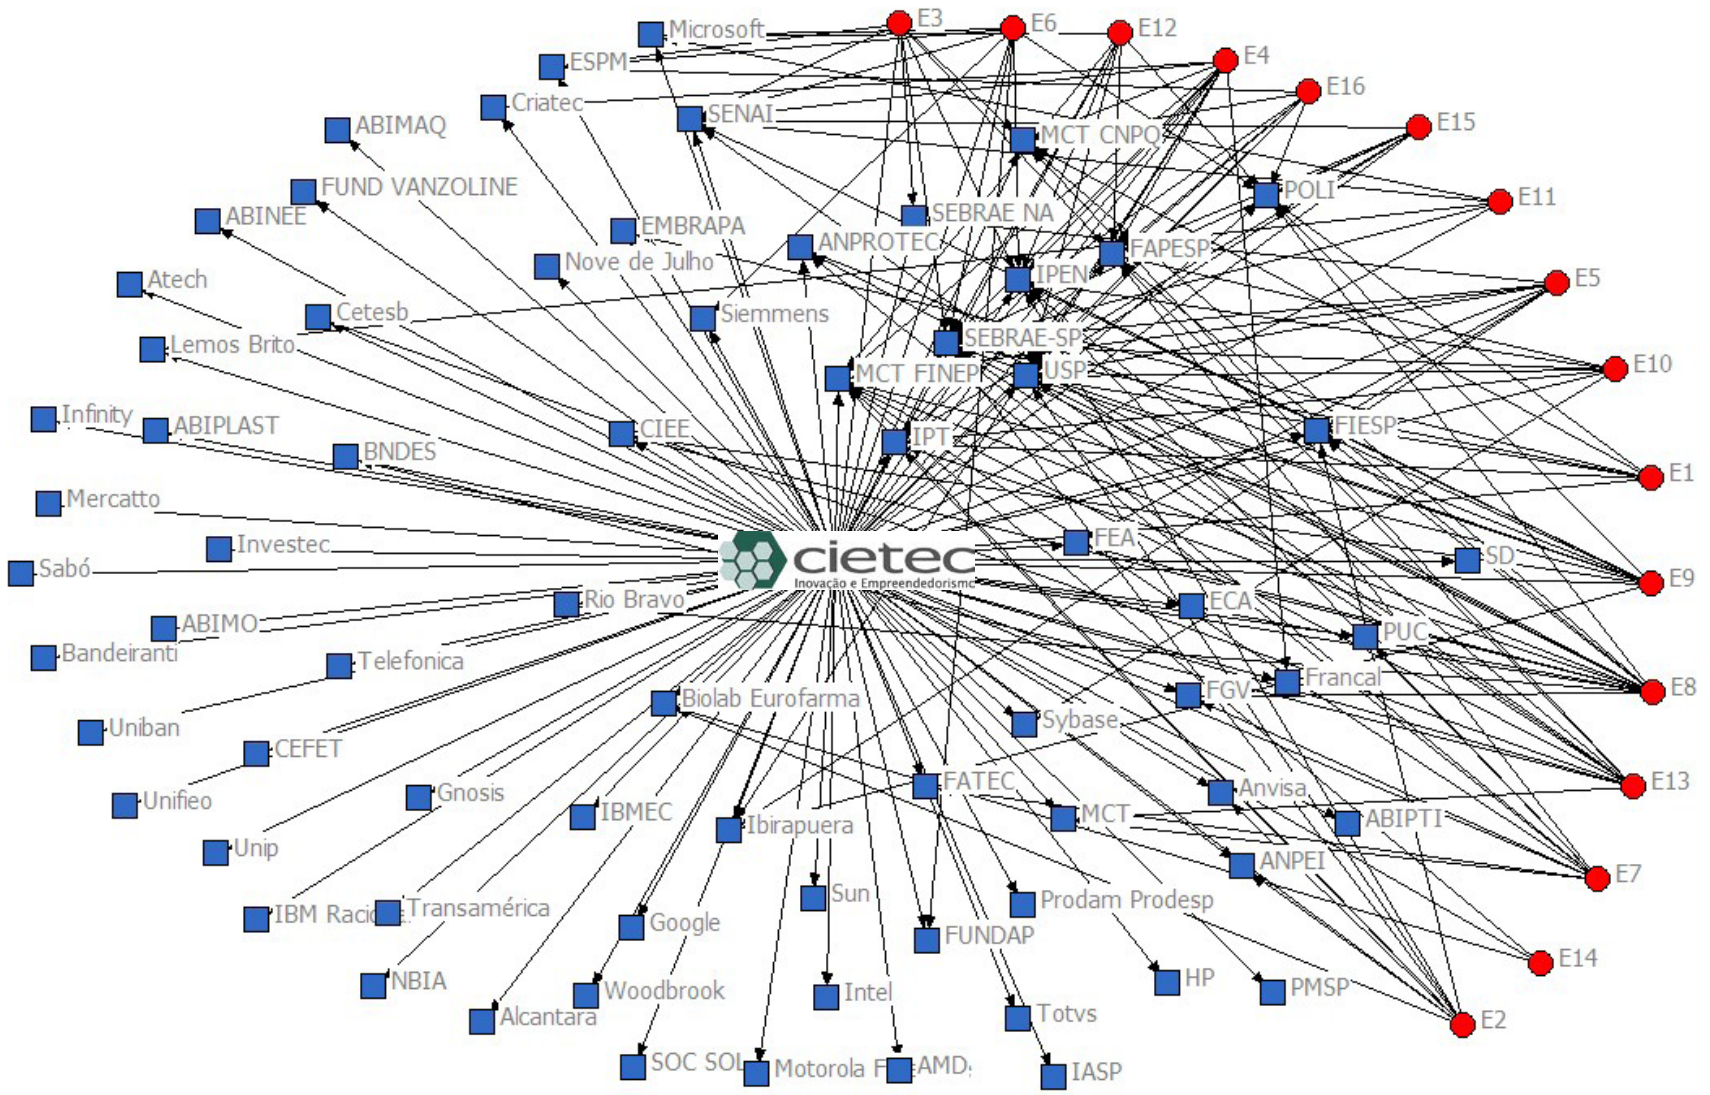 E3
E6
E12
Microsoft
E4
ESPM
E16
Criatec
SENAI
E15
ABIMAQ
MCT CNPQ
FUND VANZOLINE
POLI
E11
ABINEE
EMBRAPA
SEBRAE NA
ANPROTEC
FAPESP
Nove de Julho
IPEN
Atech
E5
Cetesb
Siemmens
Lemos Brito
SEBRAE-SP
MCT FINEP
USP
E10
Infinity
ABIPLAST
CIEE
IPT
FIESP
BNDES
E1
Mercatto
Investec
FEA
cietec
Inovação e Empreendedorismo
SD
Sabó
E9
Rio Bravo
ECA
ABIMO
PUC
Bandeiranti
Telefonica
Francal
E8
Biolab Eurofarma
FGV
Uniban
Sybase
CEFET
FATEC
E13
Unifieo
Gnosis
IBMEC
Ibirapuera
MCT
Anvisa
ABIPTI
Unip
ANPEI
E7
IBM Racio
Transamérica
Sun
Prodam Prodesp
Google
FUNDAP
E14
NBIA
Woodbrook
Intel
HP
PMSP
Alcantara
Totvs
E2
SOC SOL
Motorola F
AMD
IASP